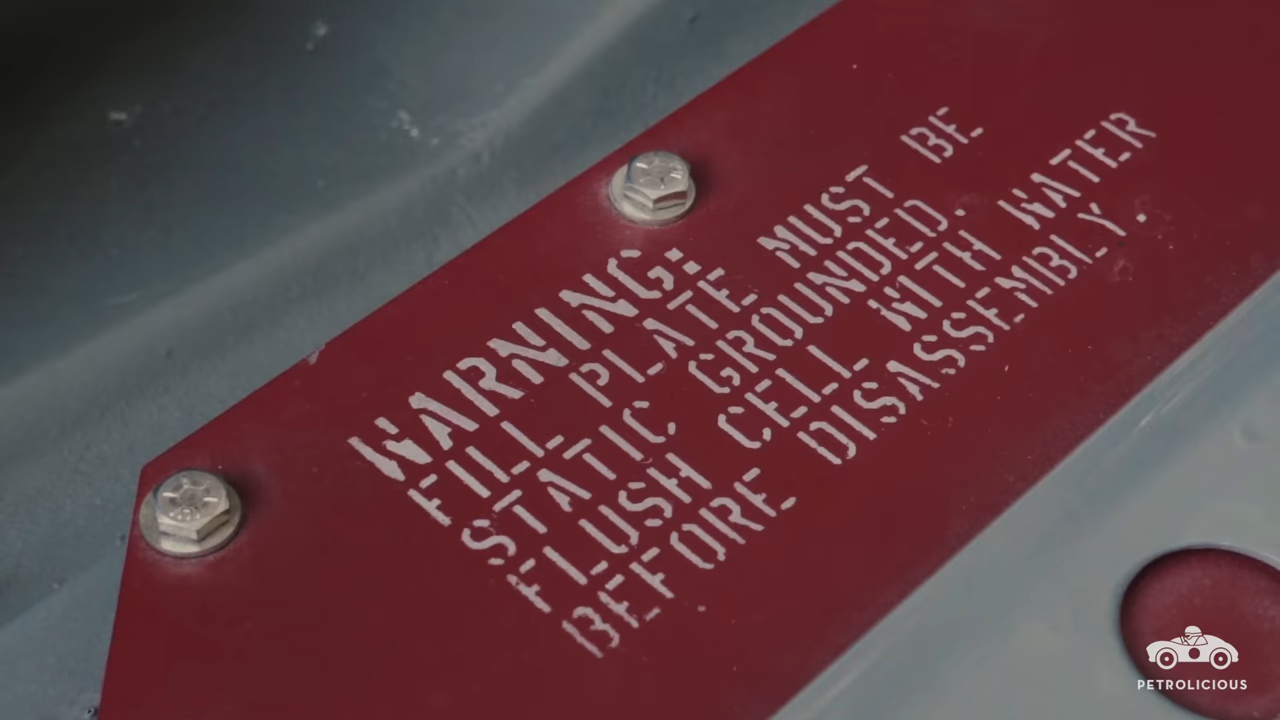 WARNING:
FILL PLATE MUST BE
STATIC GROUNDED.
FLUSH CELL WITH WATER
BEFORE DISASSEMBLY.
PETROLICIOUS